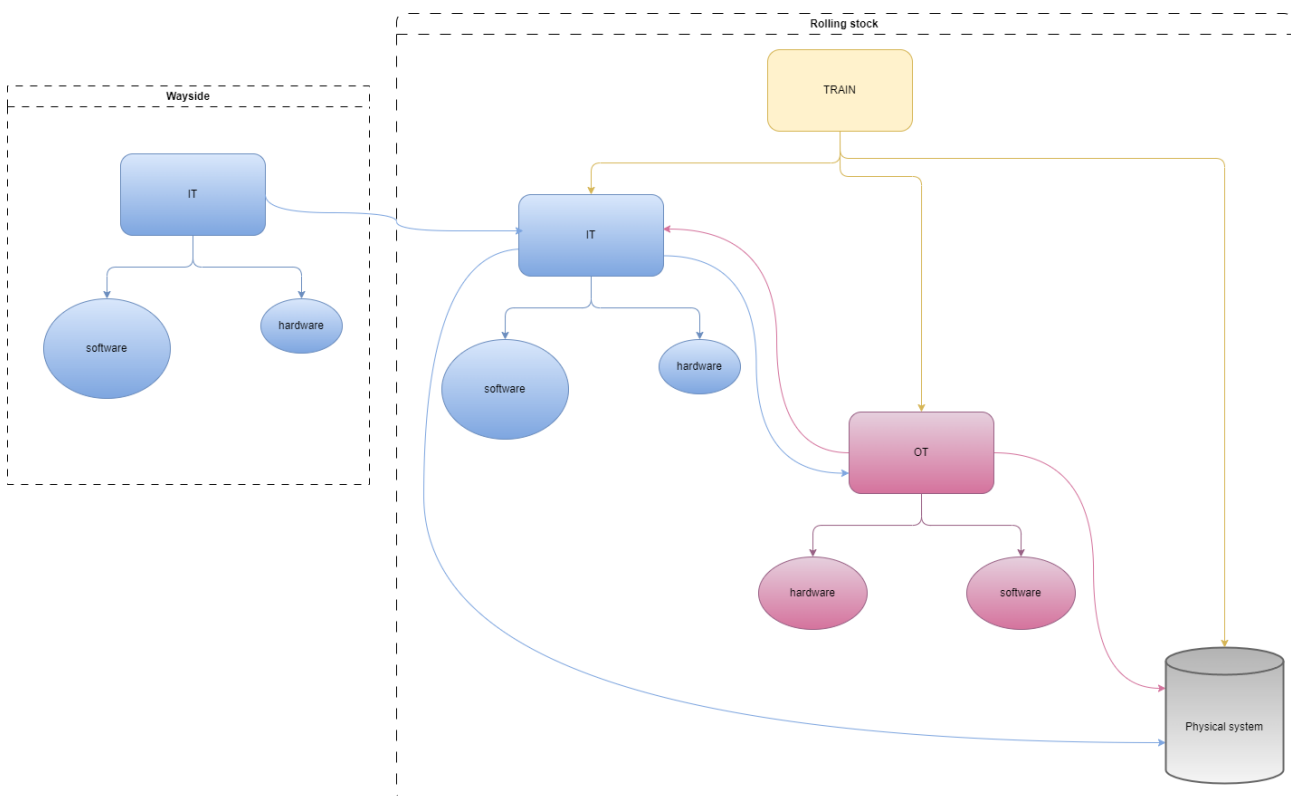 Rolling stock
Wayside
TRAIN
IT
IT
software
hardware
software
hardware
OT
hardware
software
Physical system